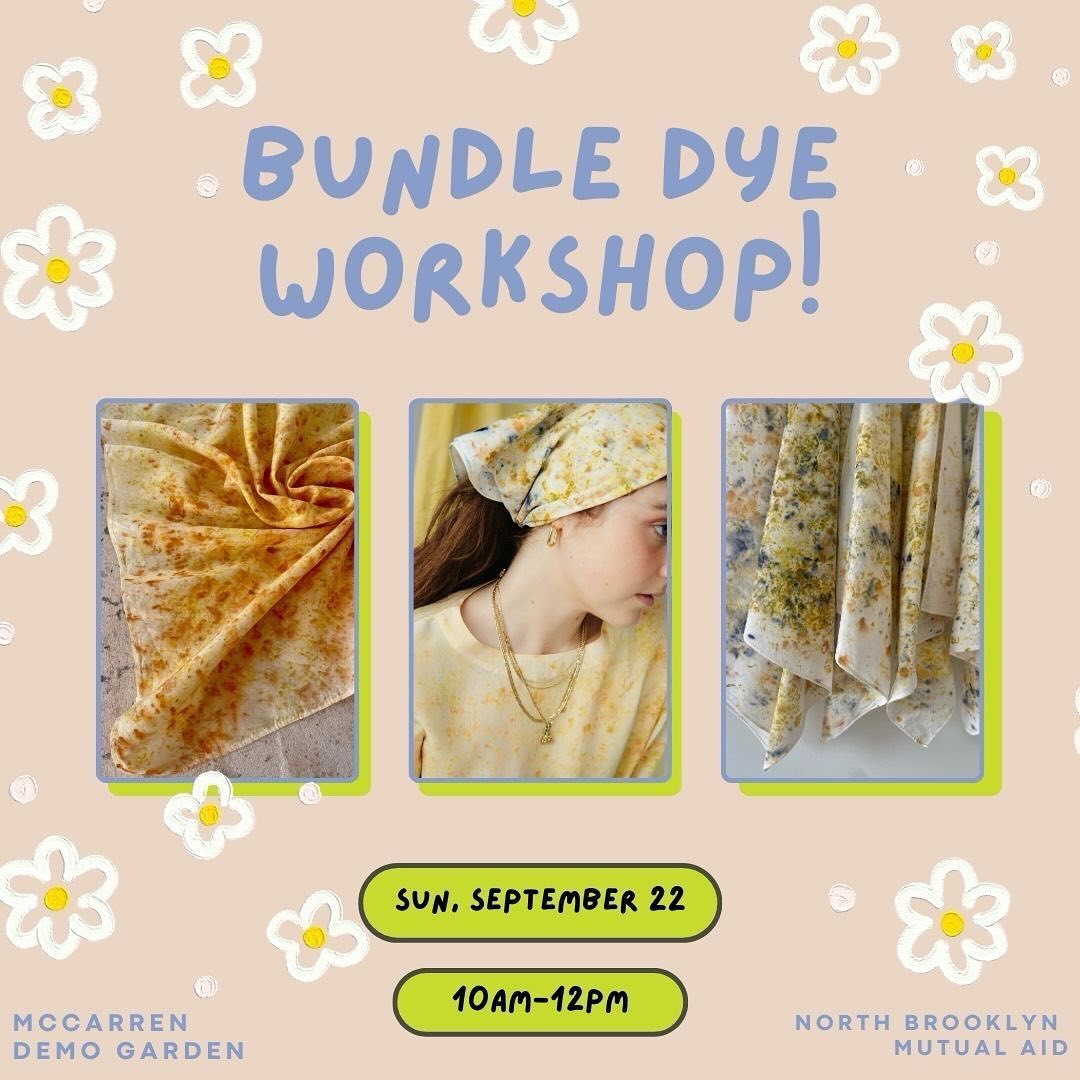 BUNDLE DYE
WORKSHOP!
SUN, SEPTEMBER 22
10AM-12PM
MCCARREN
DEMO GARDEN
NORTH BROOKLYN
MUTUAL AID